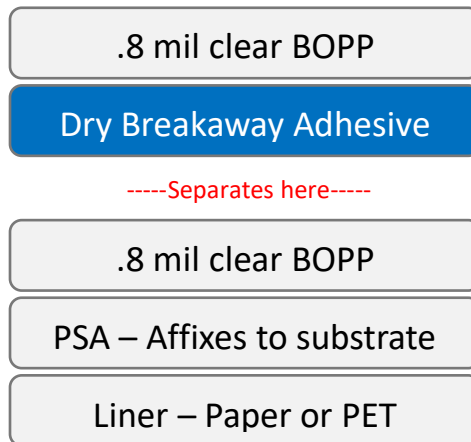 .8 mil clear BOPP
Dry Breakaway Adhesive
-----Separates here-----
.8 mil clear BOPP
PSA – Affixes to substrate
Liner – Paper or PET